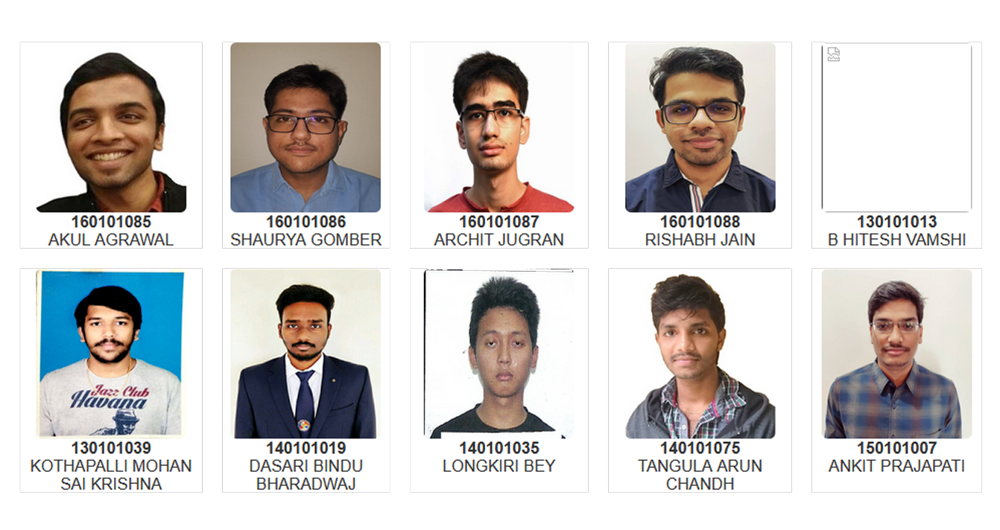 160101085
AKUL AGRAWAL
160101086
SHAURYA GOMBER
160101087
ARCHIT JUGRAN
160101088
RISHABH JAIN
130101013
B HITESH VAMSHI
Jazz Club
Havana
130101039
KOTHAPALLI MOHAN
SAI KRISHNA
140101019
DASARI BINDU
BHARADWAJ
140101035
LONGKIRI BEY
140101075
TANGULA ARUN
CHANDH
150101007
ANKIT PRAJAPATI